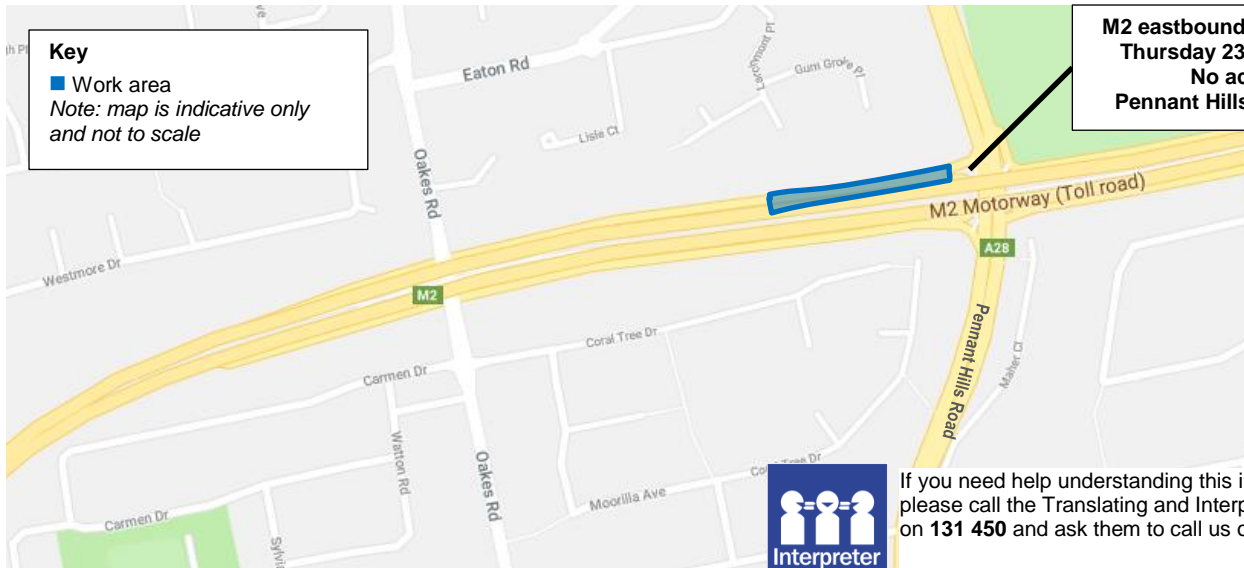 Key
Work area
Note: map is indicative only
and not to scale
M2 eastbound
Thursday 23
No ac
Pennant Hills
Eaton Rd
Gum Grove Pl
Lisle Ct
Oakes Rd
M2 Motorway (Toll road)
A28
Westmore Dr
M2
Pennant Hills Road
Maher Cl
Coral Tree Dr
Carmen Dr
Watton Rd
Oakes Rd
Moorilla Ave
Carmen Dr
Interpreter
If you need help understanding this i
please call the Translating and Interp
on 131 450 and ask them to call us o